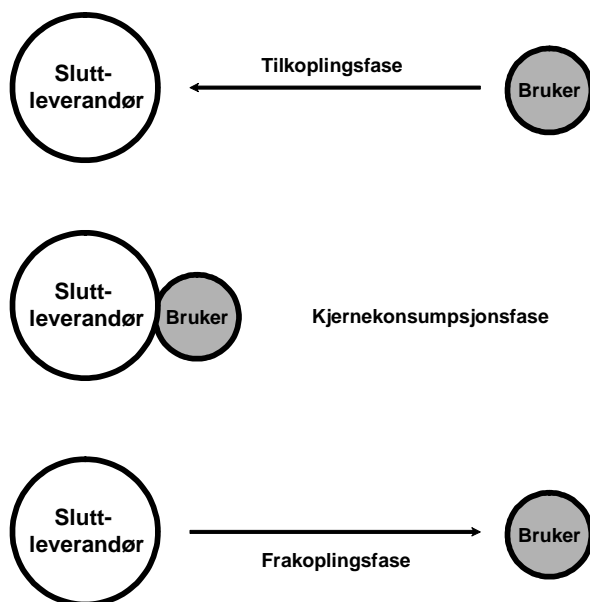 Slutt-
leverandør
Tilkoplingsfase
Bruker
Slutt-
leverandør
Bruker
Kjernekonsumpsjonsfase
Slutt-
leverandør
Frakoplingsfase
Bruker